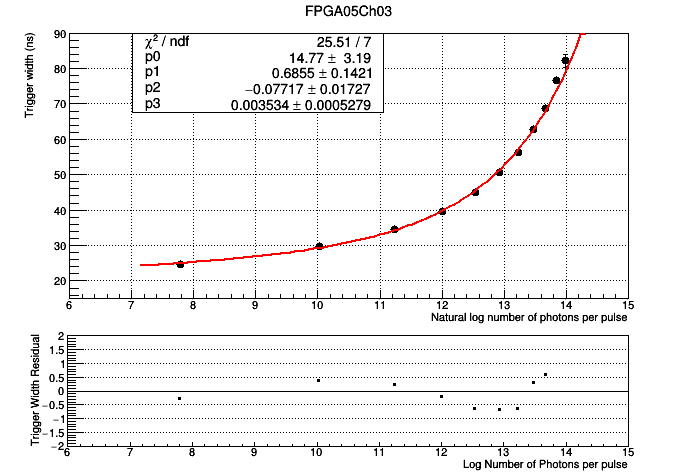 FPGA05Ch03
Trigger width (ns)
90
80
70
60
50
40
30
20
χ² / ndf 25.51 / 7
p0 14.77 ± 3.19
p1 0.6855 ± 0.1421
p2 −0.07717 ± 0.01727
p3 0.003534 ± 0.0005279
6 7 8 9 10 11 12 13 14 15
Natural log number of photons per pulse
Trigger Width Residual
2
1.5
1
0.5
0
−0.5
−1
−1.5
−2
6 7 8 9 10 11 12 13 14 15
Log Number of Photons per pulse